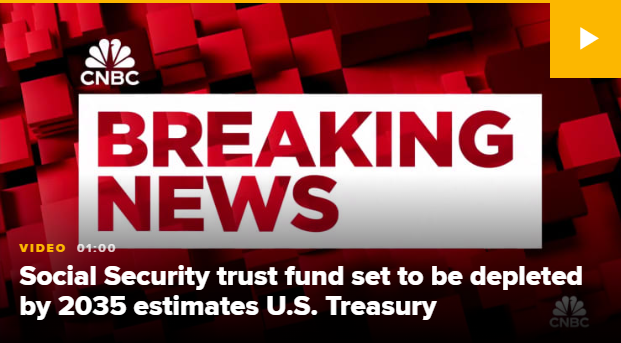 CNBC
BREAKING
NEWS
VIDEO 01:00
Social Security trust fund set to be depleted
by 2035 estimates U.S. Treasury
CNBC